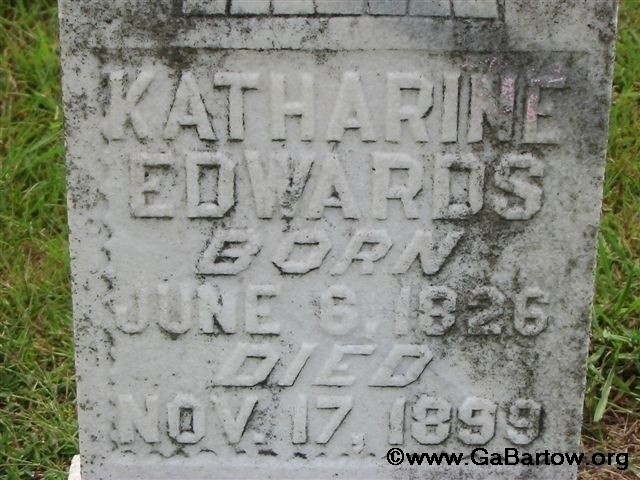 KATHARINE
EDWARDS
BORN
JUNE 6, 1826
DIED
NOV. 17, 1899
©www.GaBartow.org